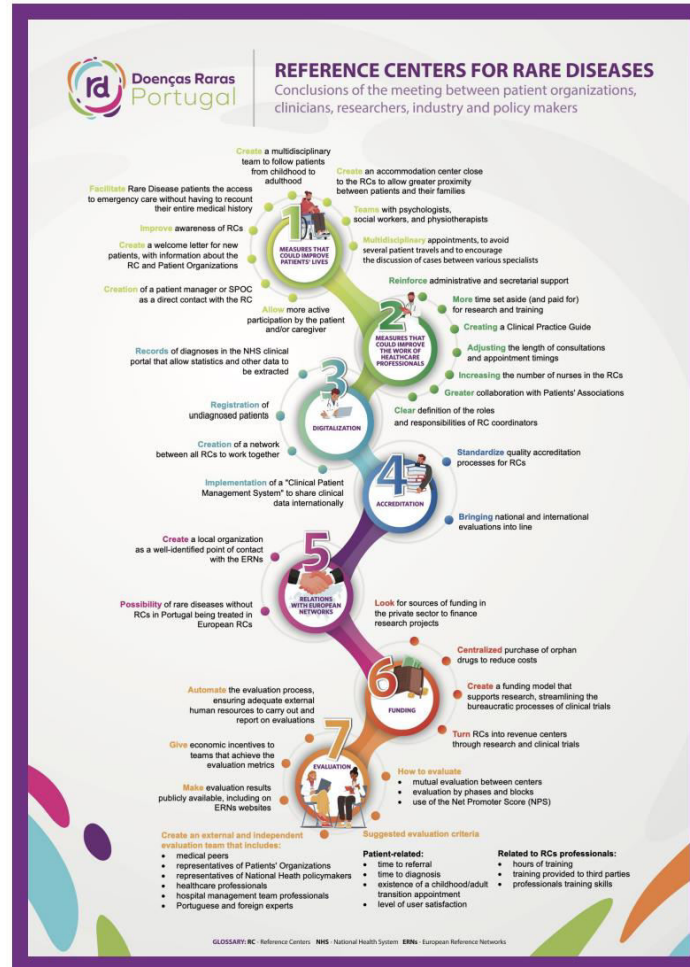 rd
Doenças Raras
Portugal
REFERENCE CENTERS FOR RARE DISEASES
Conclusions of the meeting between patient organizations,
clinicians, researchers, industry and policy makers
1
MEASURES THAT
COULD IMPROVE
PATIENTS' LIVES
Create a multidisciplinary
team to follow patients
from childhood to
adulthood
Create an accommodation center close
to the RCs to allow greater proximity
between patients and their families
Facilitate Rare Disease patients the access
to emergency care without having to recount
their entire medical history
Teams with psychologists,
social workers, and physiotherapists
Improve awareness of RCs
Create a welcome letter for new
patients, with information about the
RC and Patient Organizations
Multidisciplinary appointments, to avoid
several patient travels and to encourage
the discussion of cases between various specialists
Creation of a patient manager or SPOC
as a direct contact with the RC
Allow more active
participation by the patient
and/or caregiver
2
MEASURES THAT
COULD IMPROVE
THE WORK OF
HEALTHCARE
PROFESSIONALS
Reinforce administrative and secretarial support
More time set aside (and paid for)
for research and training
Creating a Clinical Practice Guide
Adjusting the length of consultations
and appointment timings
Increasing the number of nurses in the RCs
Greater collaboration with Patients' Associations
Clear definition of the roles
and responsibilities of RC coordinators
3
DIGITALIZATION
Records of diagnoses in the NHS clinical
portal that allow statistics and other data to
be extracted
Registration of
undiagnosed patients
Creation of a network
between all RCs to work together
Implementation of a "Clinical Patient
Management System" to share clinical
data internationally
4
ACCREDITATION
Standardize quality accreditation
processes for RCs
Bringing national and international
evaluations into line
5
RELATIONS
WITH EUROPEAN
NETWORKS
Create a local organization
as a well-identified point of contact
with the ERNs
Possibility of rare diseases without
RCs in Portugal being treated in
European RCs
6
FUNDING
Look for sources of funding in
the private sector to finance
research projects
Centralized purchase of orphan
drugs to reduce costs
Create a funding model that
supports research, streamlining the
bureaucratic processes of clinical trials
Turn RCs into revenue centers
through research and clinical trials
7
EVALUATION
Automate the evaluation process,
ensuring adequate external
human resources to carry out and
report on evaluations
Give economic incentives to
teams that achieve the
evaluation metrics
Make evaluation results
publicly available, including on
ERNs websites
How to evaluate
• mutual evaluation between centers
• evaluation by phases and blocks
• use of the Net Promoter Score (NPS)
Create an external and independent
evaluation team that includes:
• medical peers
• representatives of Patients' Organizations
• representatives of National Heath policymakers
• healthcare professionals
• hospital management team professionals
• Portuguese and foreign experts
Suggested evaluation criteria
Patient-related:
• time to referral
• time to diagnosis
• existence of a childhood/adult
transition appointment
• level of user satisfaction
Related to RCs professionals:
• hours of training
• training provided to third parties
• professionals training skills
GLOSSARY: RC - Reference Centers NHS - National Health System ERNs - European Reference Networks